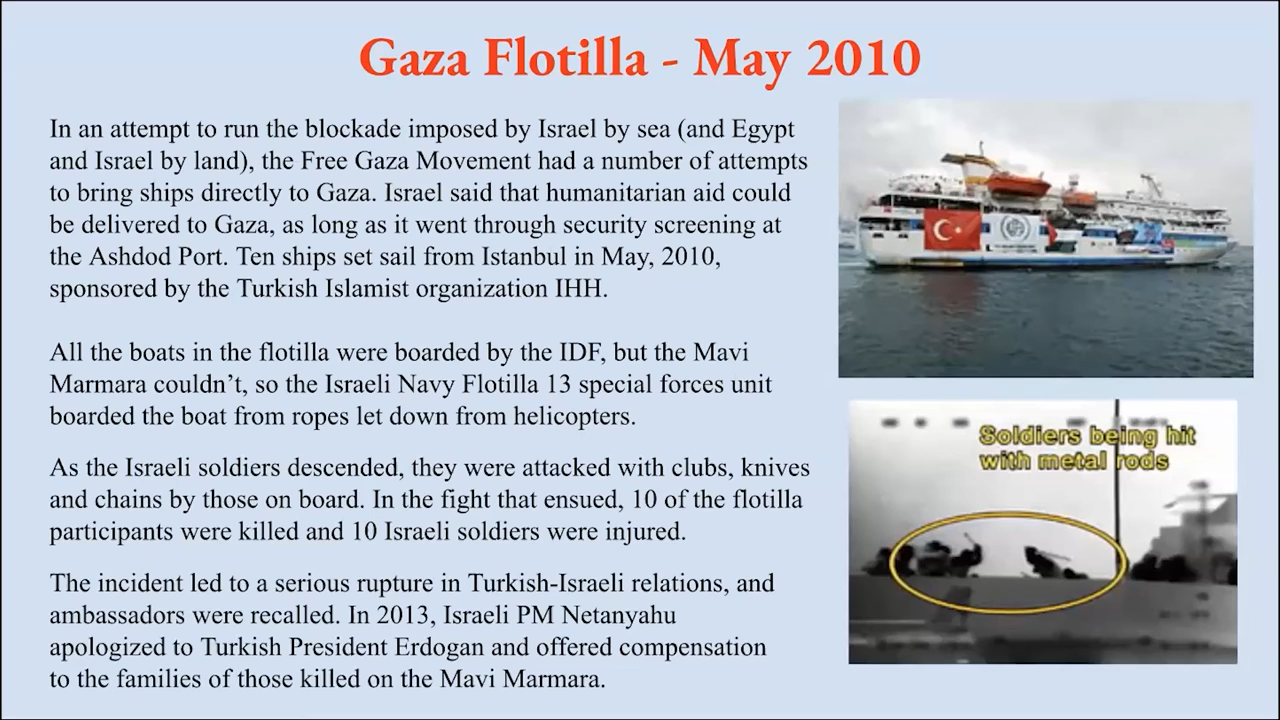 Gaza Flotilla - May 2010
In an attempt to run the blockade imposed by Israel by sea (and Egypt
and Israel by land), the Free Gaza Movement had a number of attempts
to bring ships directly to Gaza. Israel said that humanitarian aid could
be delivered to Gaza, as long as it went through security screening at
the Ashdod Port. Ten ships set sail from Istanbul in May, 2010,
sponsored by the Turkish Islamist organization IHH.
All the boats in the flotilla were boarded by the IDF, but the Mavi
Marmara couldn't, so the Israeli Navy Flotilla 13 special forces unit
boarded the boat from ropes let down from helicopters.
As the Israeli soldiers descended, they were attacked with clubs, knives
and chains by those on board. In the fight that ensued, 10 of the flotilla
participants were killed and 10 Israeli soldiers were injured.
The incident led to a serious rupture in Turkish-Israeli relations, and
ambassadors were recalled. In 2013, Israeli PM Netanyahu
apologized to Turkish President Erdogan and offered compensation
to the families of those killed on the Mavi Marmara.
Soldiers being hit
with metal rods